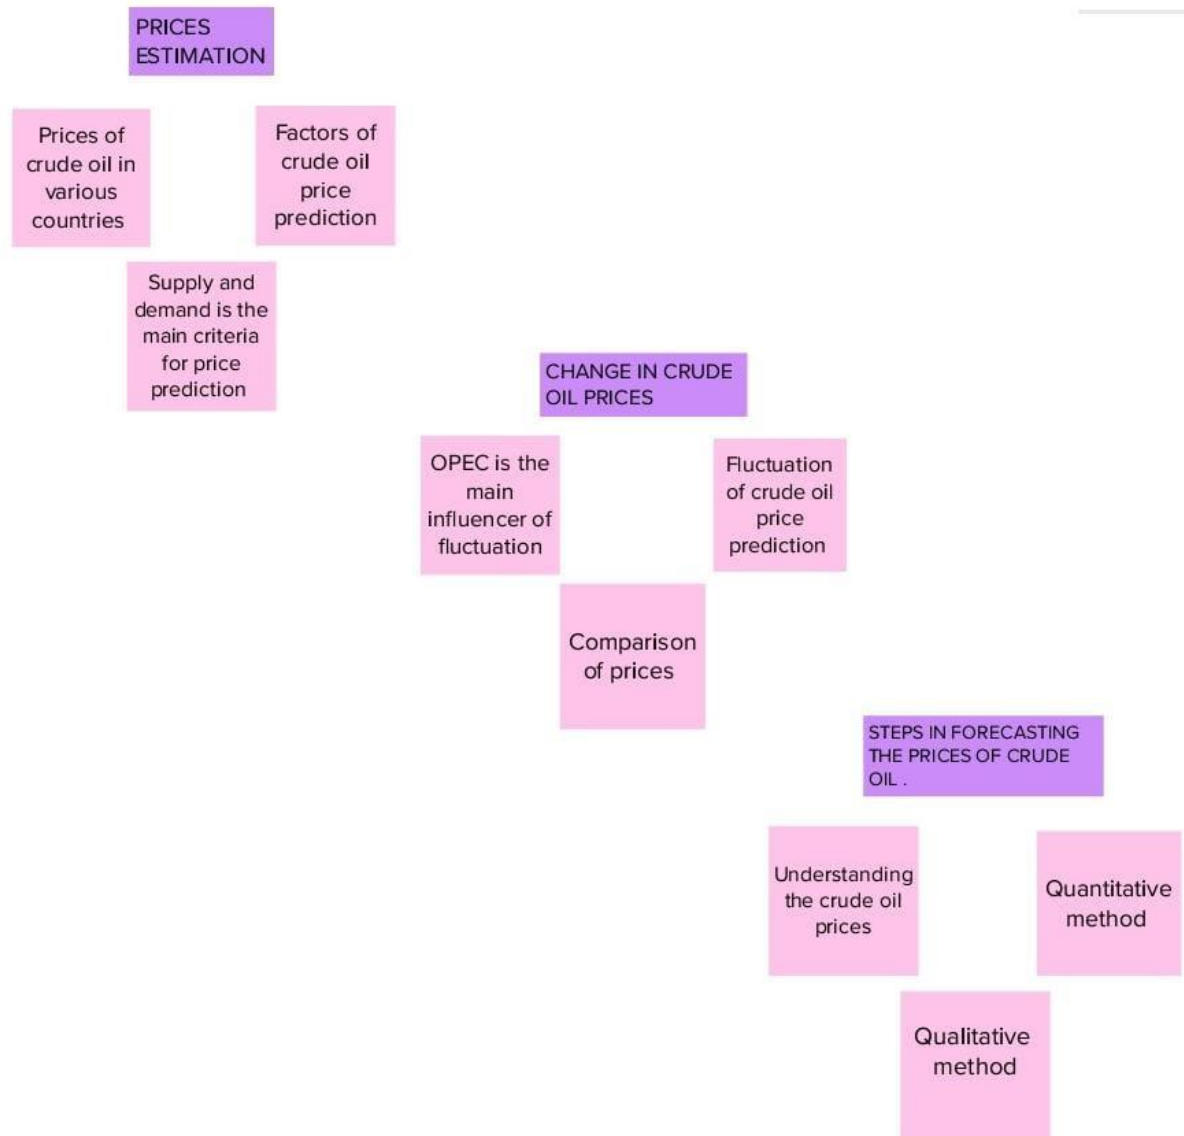 PRICES
ESTIMATION
Prices of
crude oil in
various
countries
Factors of
crude oil
price
prediction
Supply and
demand is the
main criteria
for price
prediction
CHANGE IN CRUDE
OIL PRICES
OPEC is the
main
influencer of
fluctuation
Fluctuation
of crude oil
price
prediction
Comparison
of prices
STEPS IN FORECASTING
THE PRICES OF CRUDE
OIL .
Understanding
the crude oil
prices
Quantitative
method
Qualitative
method